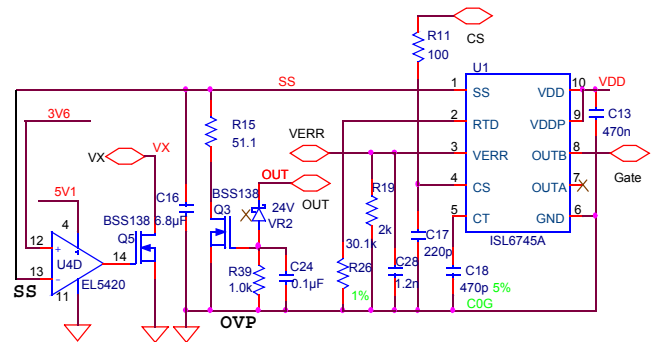 R11
100
CS
U1
SS
1
SS
VDD
10
VDD
3V6
R15
51.1
2
RTD
VDDP
9
C13
470n
VERR
3
VERR
OUTB
8
VX
VX
OUT
OUT
4
CS
OUTA
7
Gate
5V1
C16
6.8µF
BSS138
24V
VR2
R19
2k
5
CT
GND
6
4
BSS138
Q5
Q3
C17
220p
ISL6745A
12
U4D
14
13
SS
EL5420
11
R39
1.0k
C24
0.1µF
30.1k
R26
1%
C28
1.2n
C18
470p
5%
C0G
OVP